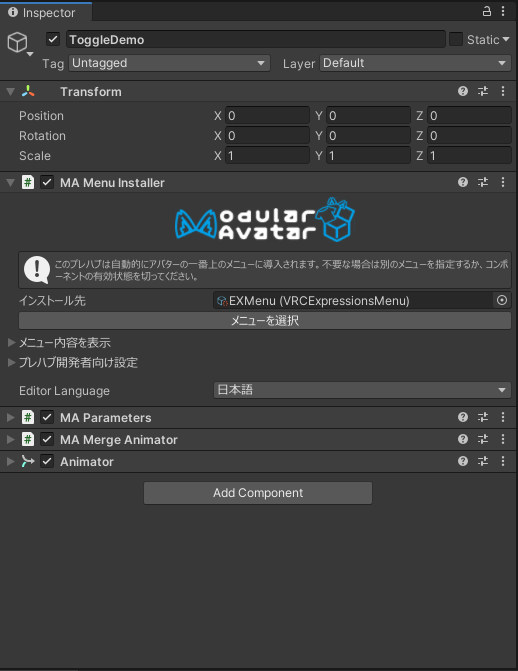 Inspector
ToggleDemo Static
Tag Untagged Layer Default
Transform
Position X 0 Y 0 Z 0
Rotation X 0 Y 0 Z 0
Scale X 1 Y 1 Z 1
# MA Menu Installer
Modular
Avatar
このプレハブは自動的にアバターの一番上のメニューに導入されます。不要な場合は別のメニューを指定するか、コンポ
ーネントの有効状態を切ってください。
インストール先 EXMenu (VRCExpressionsMenu)
メニューを選択
メニュー内容を表示
プレハブ開発者向け設定
Editor Language 日本語
# MA Parameters
# MA Merge Animator
Animator
Add Component